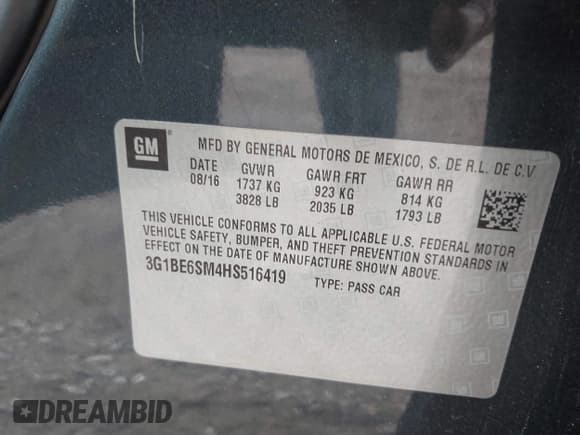 GM
MFD BY GENERAL MOTORS DE MEXICO, S. DE R.L. DE C.V
DATE GVWR GAWR FRT GAWR RR
08/16 1737 KG 923 KG 814 KG
3828 LB 2035 LB 1793 LB
THIS VEHICLE CONFORMS TO ALL APPLICABLE U.S. FEDERAL MOTOR
VEHICLE SAFETY, BUMPER, AND THEFT PREVENTION STANDARDS IN
EFFECT ON THE DATE OF MANUFACTURE SHOWN ABOVE.
3G1BE6SM4HS516419 TYPE: PASS CAR
DREAMBID